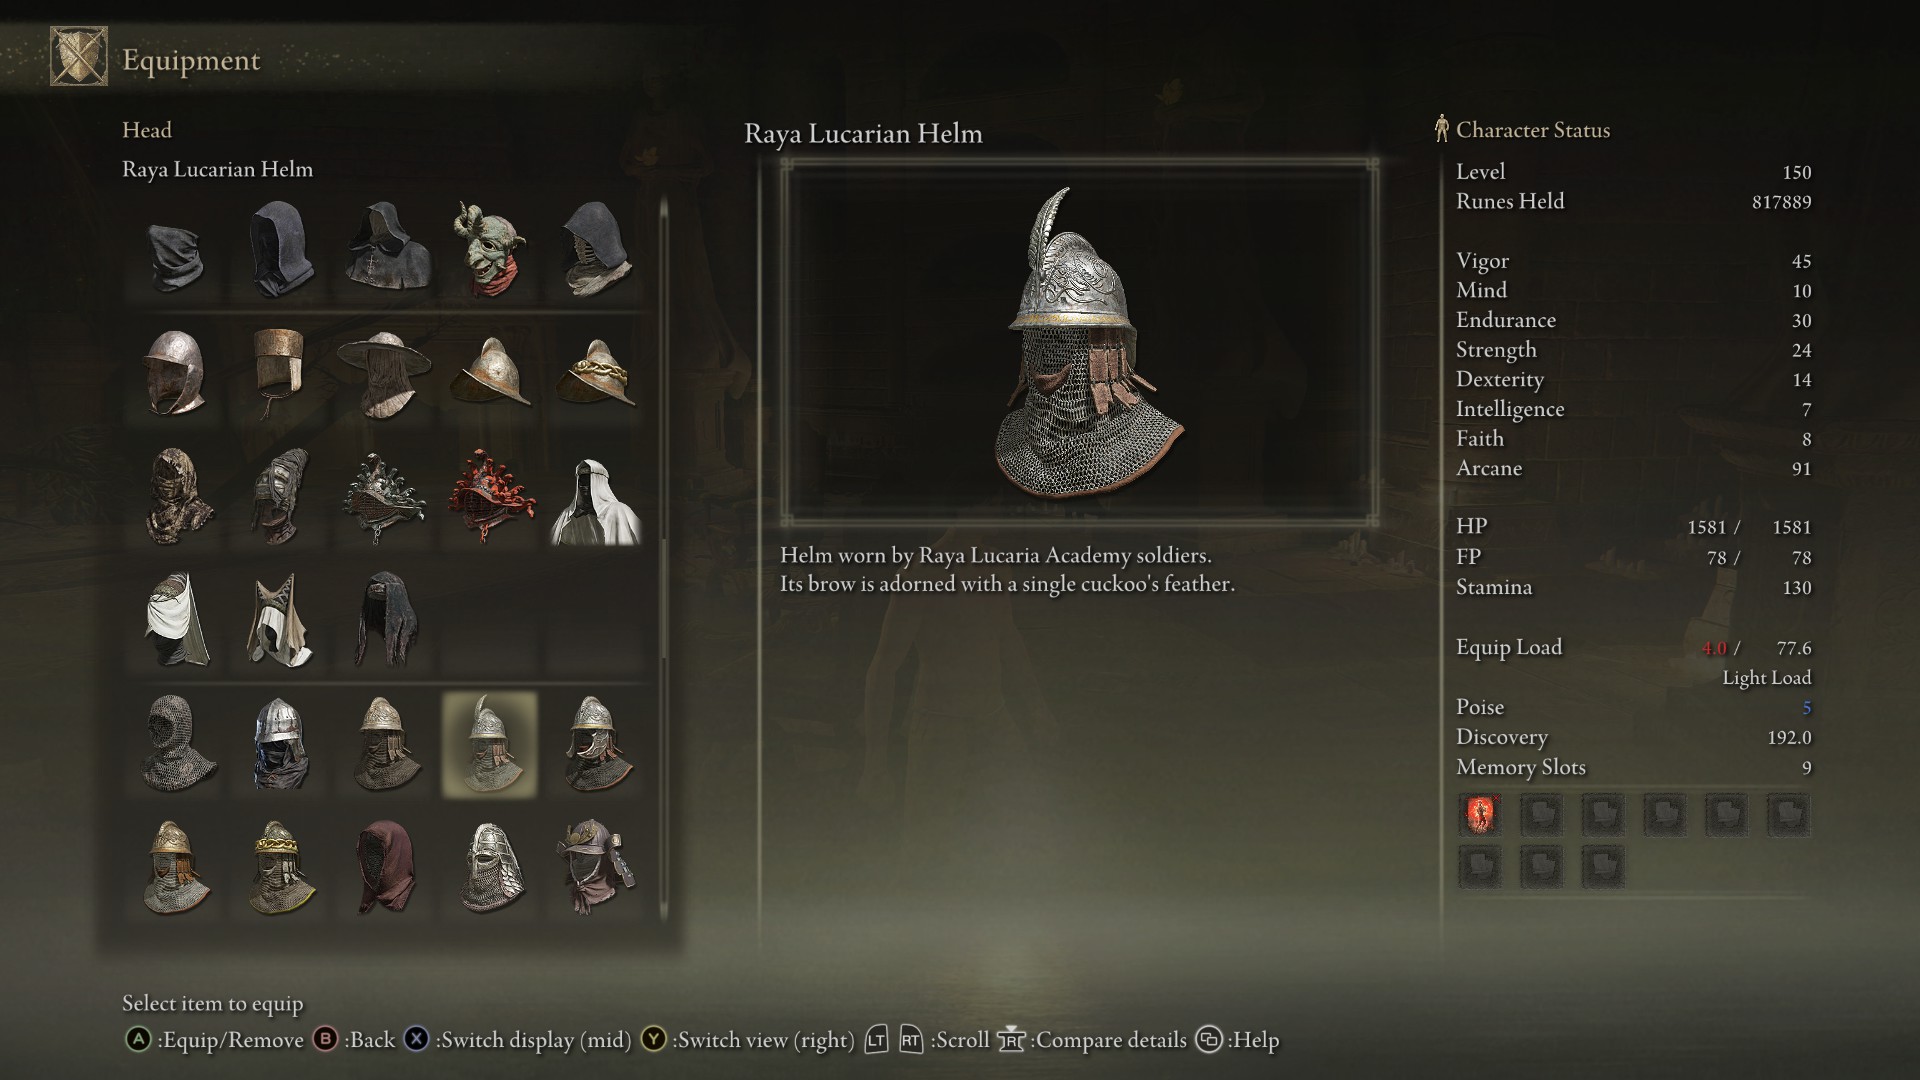 Equipment
Head
Raya Lucarian Helm
Raya Lucarian Helm
Helm worn by Raya Lucaria Academy soldiers.
Its brow is adorned with a single cuckoo's feather.
Character Status
Level 150
Runes Held 817889
Vigor 45
Mind 10
Endurance 30
Strength 24
Dexterity 14
Intelligence 7
Faith 8
Arcane 91
HP 1581 / 1581
FP 78 / 78
Stamina 130
Equip Load 4.0 / 77.6
Light Load
Poise 5
Discovery 192.0
Memory Slots 9
Select item to equip
A :Equip/Remove B :Back X :Switch display (mid) Y :Switch view (right) LT RT :Scroll R :Compare details :Help